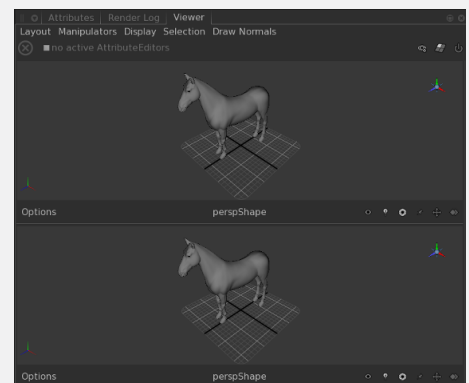 Attributes Render Log Viewer
Layout Manipulators Display Selection Draw Normals
no active AttributeEditors
Options perspShape
Options perspShape